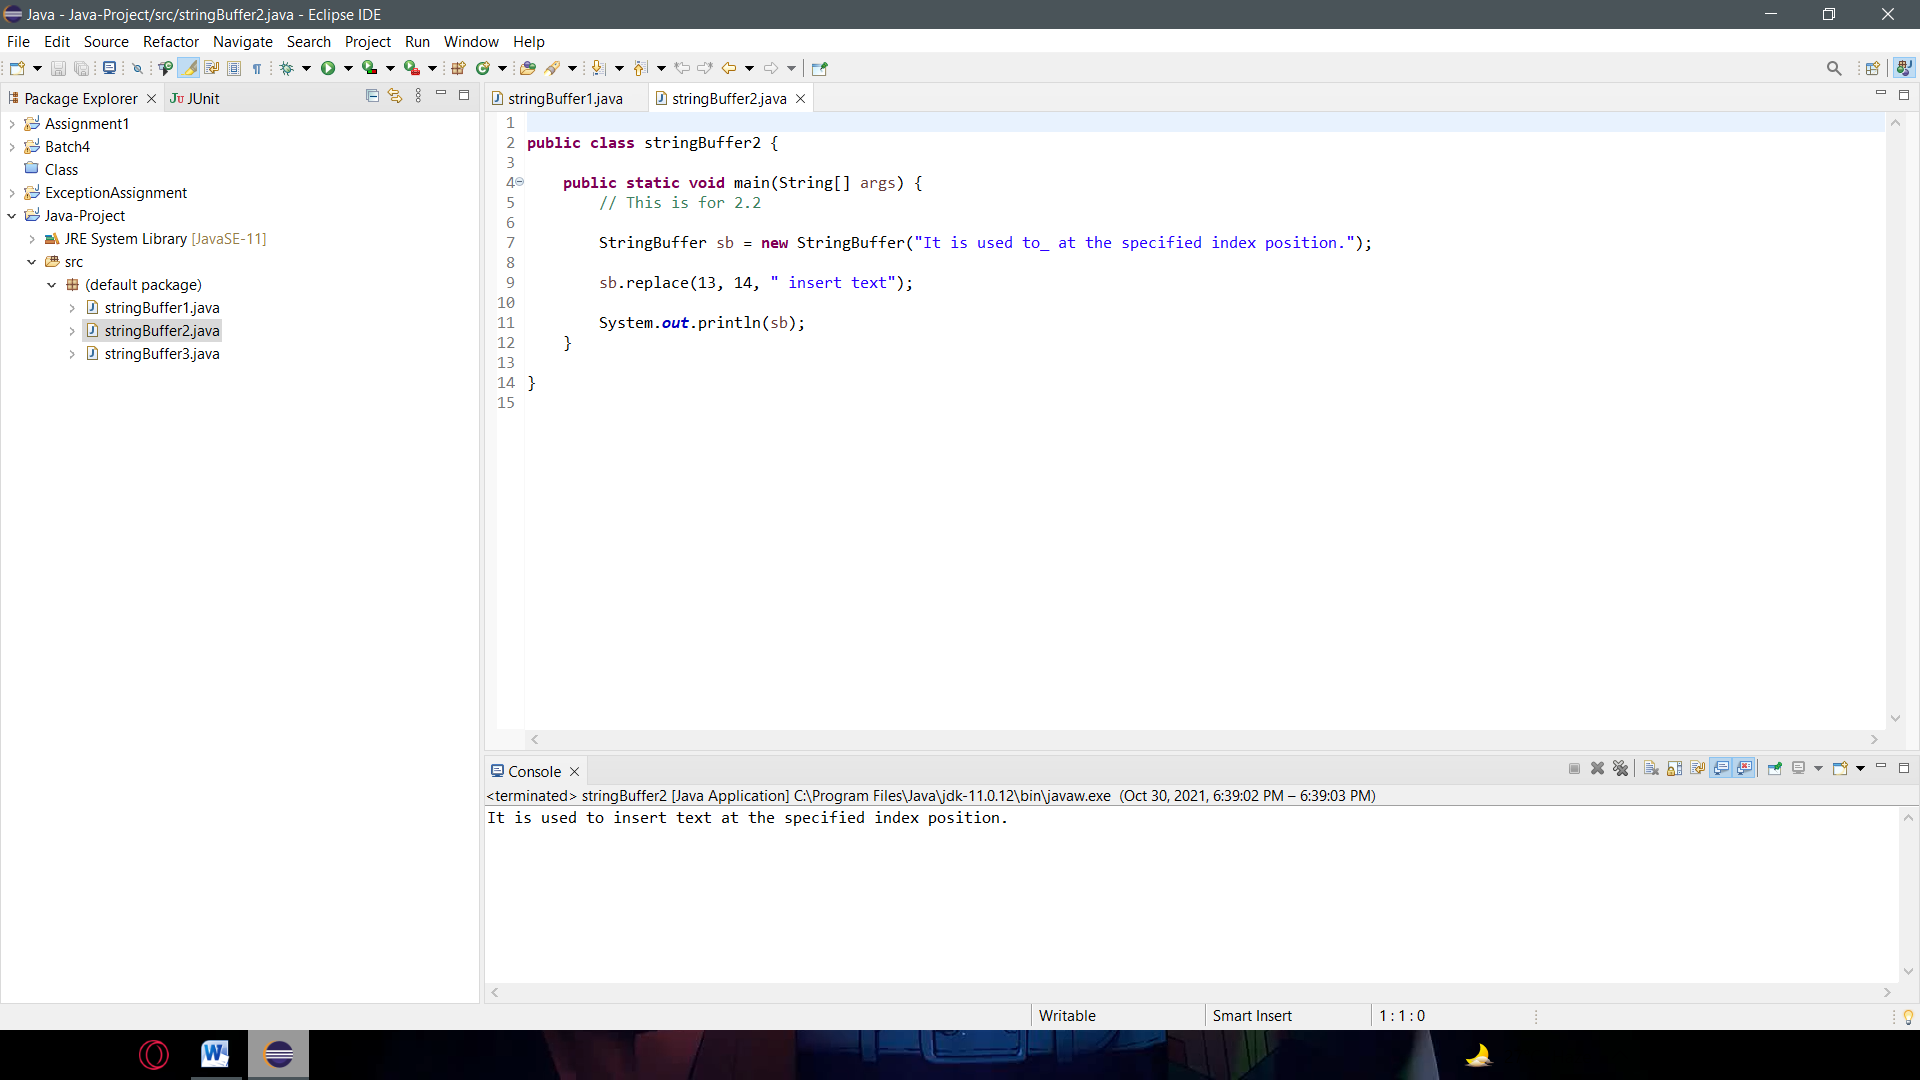 Java - Java-Project/src/stringBuffer2.java - Eclipse IDE
File Edit Source Refactor Navigate Search Project Run Window Help
Package Explorer JUnit
Assignment1
Batch4
Class
ExceptionAssignment
Java-Project
JRE System Library [JavaSE-11]
src
(default package)
stringBuffer1.java
stringBuffer2.java
stringBuffer3.java
stringBuffer1.java stringBuffer2.java
1
2 public class stringBuffer2 {
3
4 public static void main(String[] args) {
5 // This is for 2.2
6
7 StringBuffer sb = new StringBuffer("It is used to_ at the specified index position.");
8
9 sb.replace(13, 14, " insert text");
10
11 System.out.println(sb);
12 }
13
14 }
15
Console
<terminated> stringBuffer2 [Java Application] C:\Program Files\Java\jdk-11.0.12\bin\javaw.exe (Oct 30, 2021, 6:39:02 PM – 6:39:03 PM)
It is used to insert text at the specified index position.
Writable Smart Insert 1 : 1 : 0